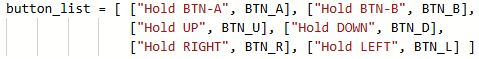 button_list = [ ["Hold BTN-A", BTN_A], ["Hold BTN-B", BTN_B],
["Hold UP", BTN_U], ["Hold DOWN", BTN_D],
["Hold RIGHT", BTN_R], ["Hold LEFT", BTN_L] ]